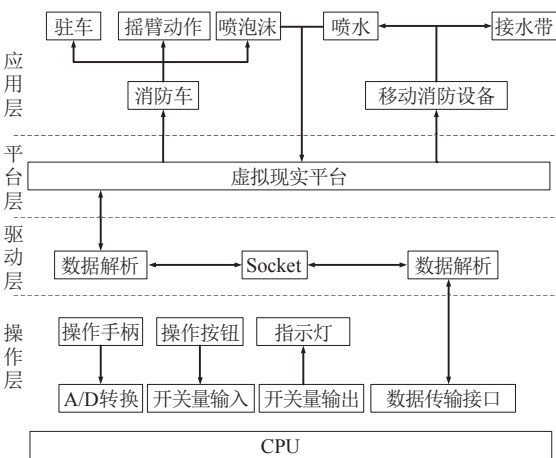 驻车 摇臂动作 喷泡沫 喷水 接水带
应用层
消防车 移动消防设备
平台层
虚拟现实平台
驱动层
数据解析 Socket 数据解析
操作层
操作手柄 操作按钮 指示灯
A/D转换 开关量输入 开关量输出 数据传输接口
CPU